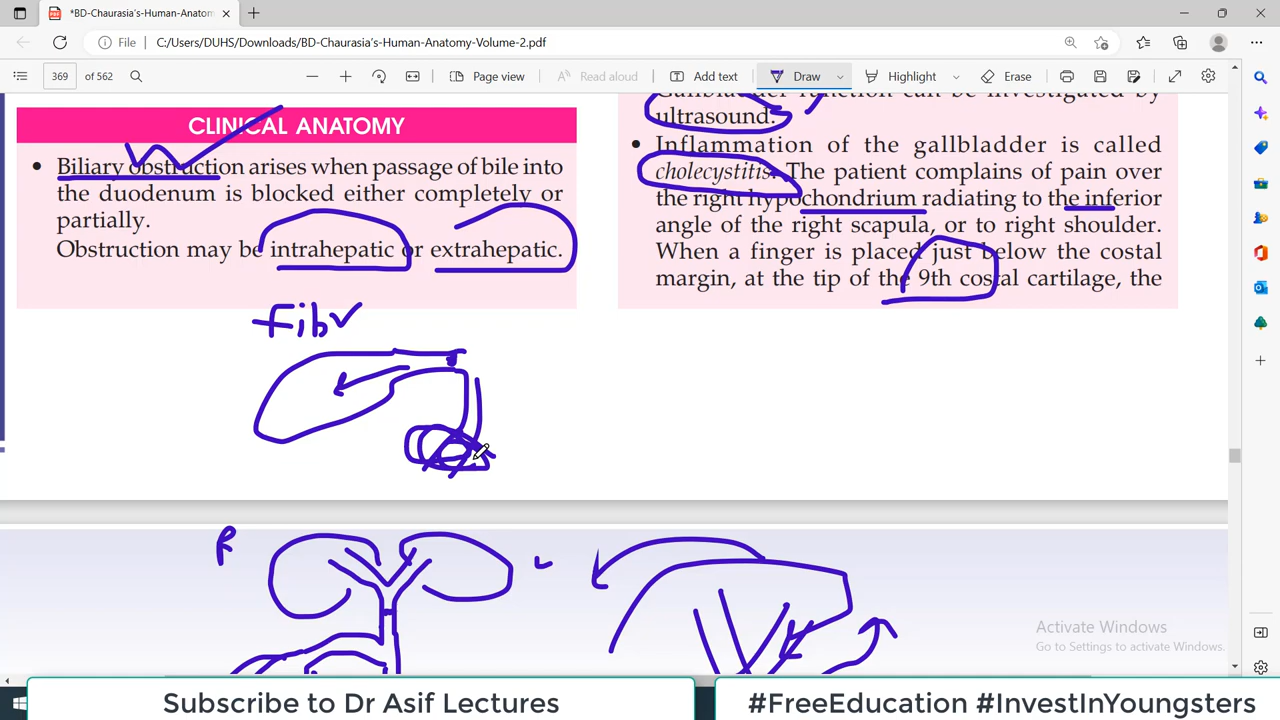 *BD-Chaurasia's-Human-Anatom
File
C:/Users/DUHS/Downloads/BD-Chaurasia's-Human-Anatomy-Volume-2.pdf
369 of 562
Page view
Read aloud
Add text
Draw
Highlight
Erase
CLINICAL ANATOMY
• Biliary obstruction arises when passage of bile into
the duodenum is blocked either completely or
partially.
Obstruction may be intrahepatic or extrahepatic.
Gallbladder function can be investigated by
ultrasound.
• Inflammation of the gallbladder is called
cholecystitis. The patient complains of pain over
the right hypochondrium radiating to the inferior
angle of the right scapula, or to right shoulder.
When a finger is placed just below the costal
margin, at the tip of the 9th costal cartilage, the
R
L
Activate Windows
Go to Settings to activate Windows.
Subscribe to Dr Asif Lectures
#FreeEducation #InvestInYoungsters